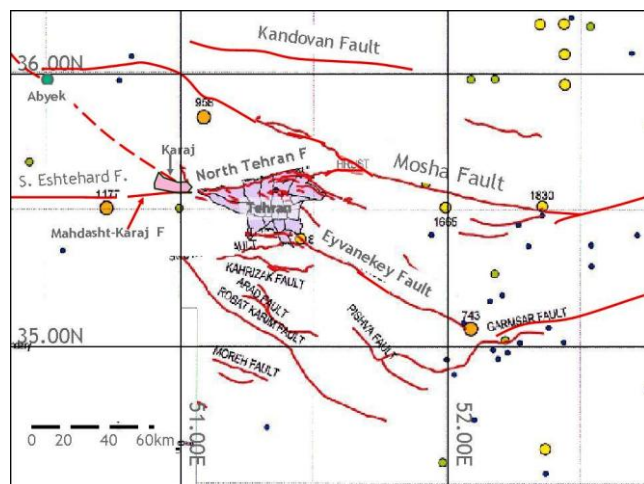 Kandovan Fault
36.00N
Abyek
958
Karaj
North Tehran F
S. Eshtehard F.
1177
Mosha Fault
1830
1665
Tehran
Mahdasht-Karaj F
Eyvanekey Fault
KAHRIZAK FAULT
ARAD FAULT
ROBAT KARIM FAULT
PISHVA FAULT
743
GARMSAR FAULT
35.00N
MOREH FAULT
51.00E
52.00E
0 20 40 60km